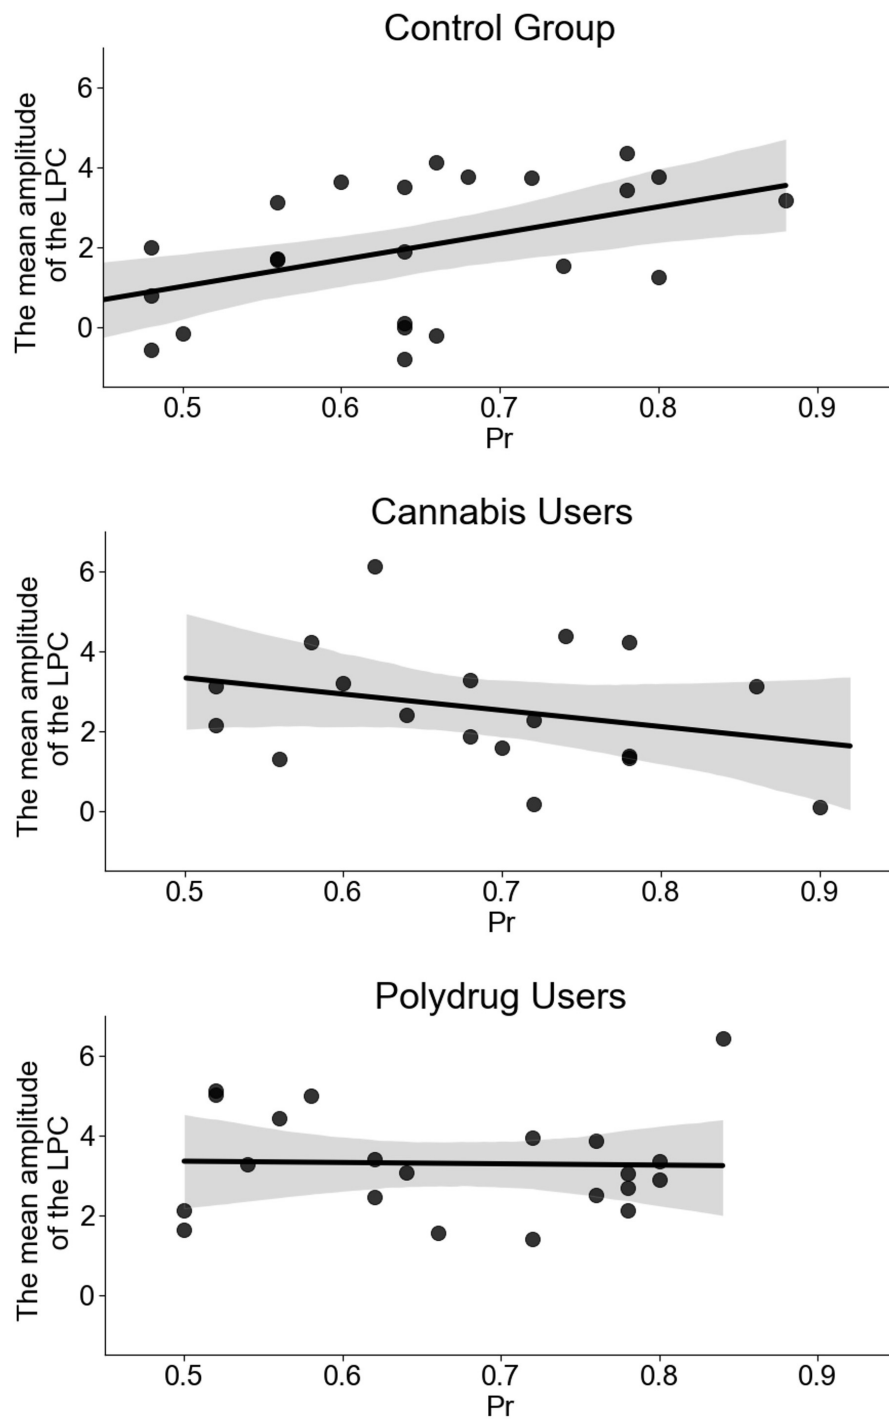 Control Group
The mean amplitude
of the LPC
6
4
2
0
0.5 0.6 0.7 0.8 0.9
Pr
Cannabis Users
The mean amplitude
of the LPC
6
4
2
0
0.5 0.6 0.7 0.8 0.9
Pr
Polydrug Users
The mean amplitude
of the LPC
6
4
2
0
0.5 0.6 0.7 0.8 0.9
Pr